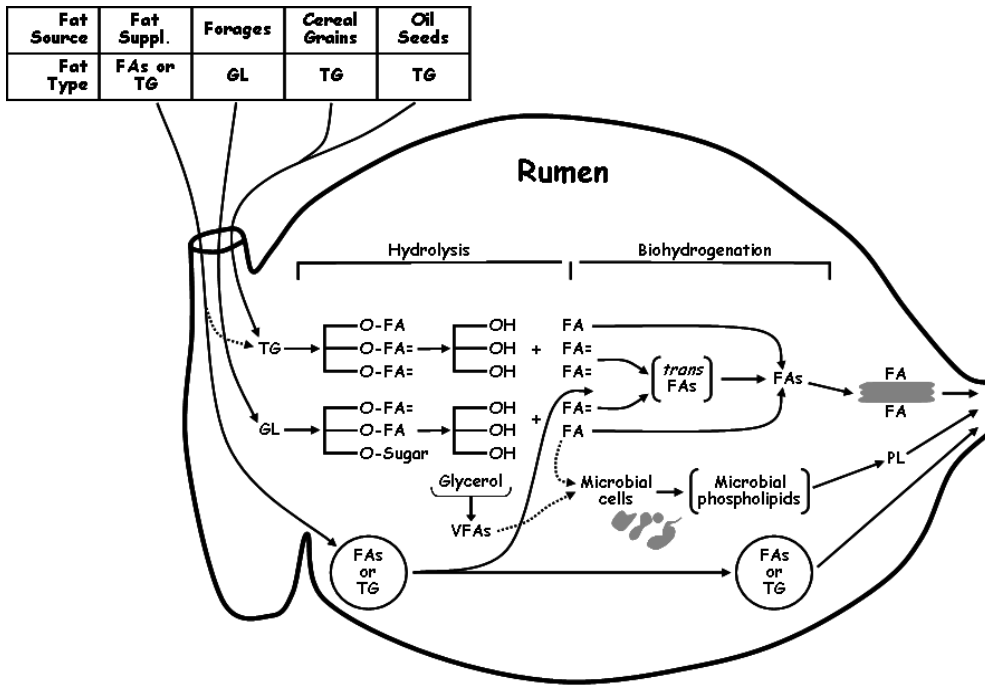 Fat Source Fat Suppl. Forages Cereal Grains Oil Seeds
Fat Type FAs or TG GL TG TG
Rumen
Hydrolysis Biohydrogenation
O-FA OH FA
TG O-FA= OH + FA=
O-FA= OH FA=
trans FAs
FAs
FA
FA
O-FA= OH FA=
GL O-FA OH + FA
O-Sugar OH
Glycerol
VFAs
Microbial cells
Microbial phospholipids
PL
FAs or TG
FAs or TG